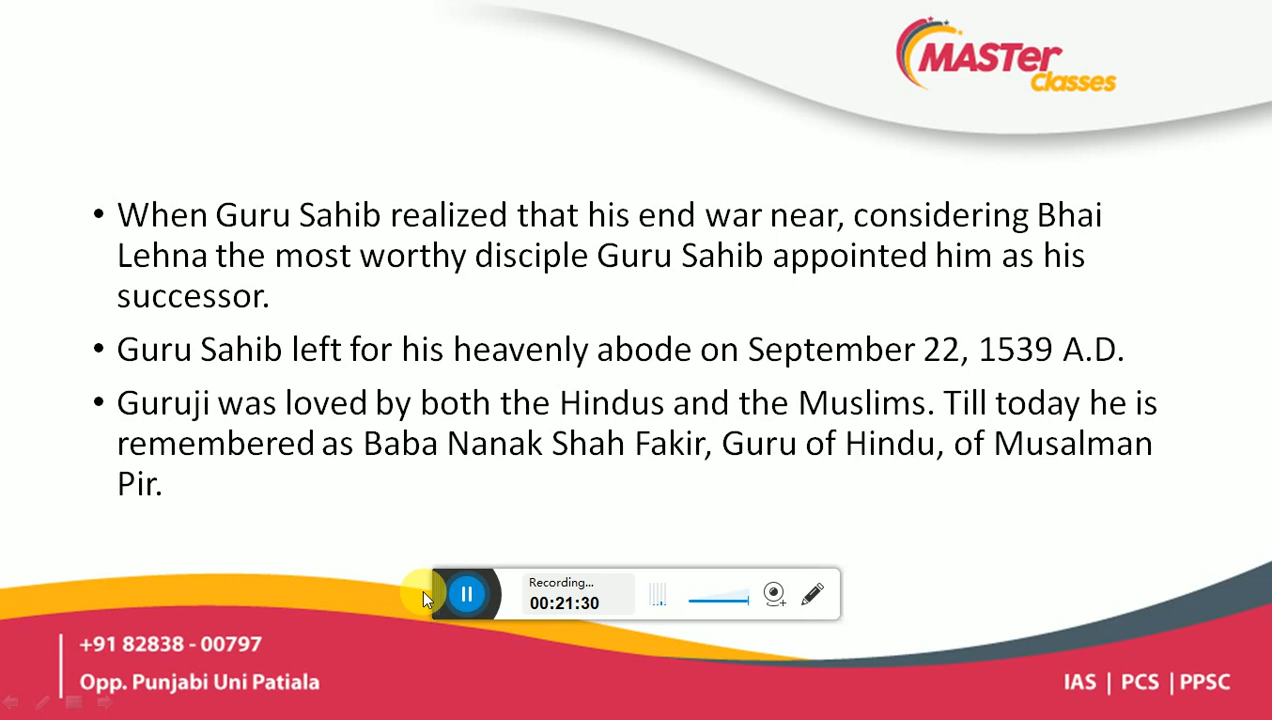 MASTer
Classes
• When Guru Sahib realized that his end war near, considering Bhai
Lehna the most worthy disciple Guru Sahib appointed him as his
successor.
• Guru Sahib left for his heavenly abode on September 22, 1539 A.D.
• Guruji was loved by both the Hindus and the Muslims. Till today he is
remembered as Baba Nanak Shah Fakir, Guru of Hindu, of Musalman
Pir.
Recording...
00:21:30
+91 82838 - 00797
Opp. Punjabi Uni Patiala
IAS | PCS | PPSC